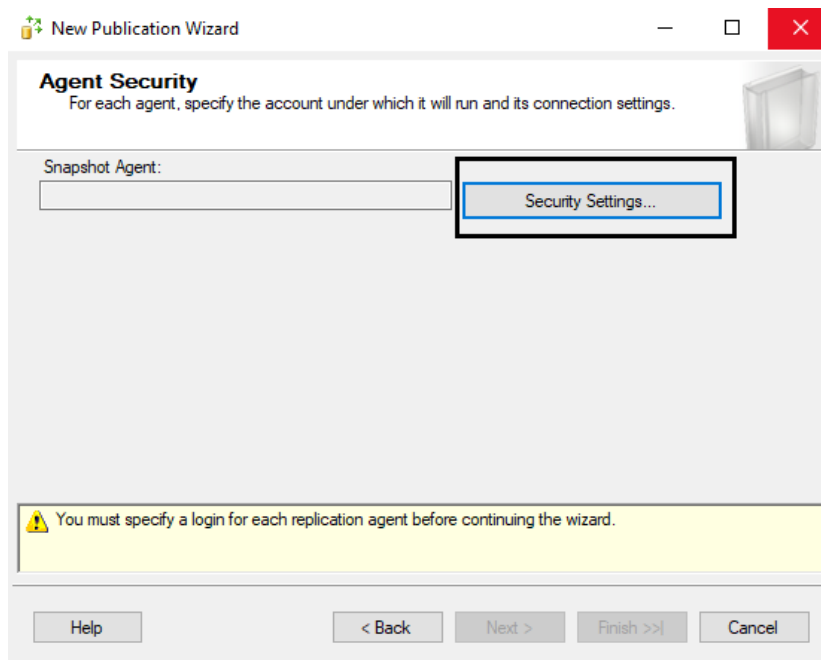 New Publication Wizard
Agent Security
For each agent, specify the account under which it will run and its connection settings.
Snapshot Agent:
Security Settings...
You must specify a login for each replication agent before continuing the wizard.
Help
< Back
Next >
Finish >>|
Cancel